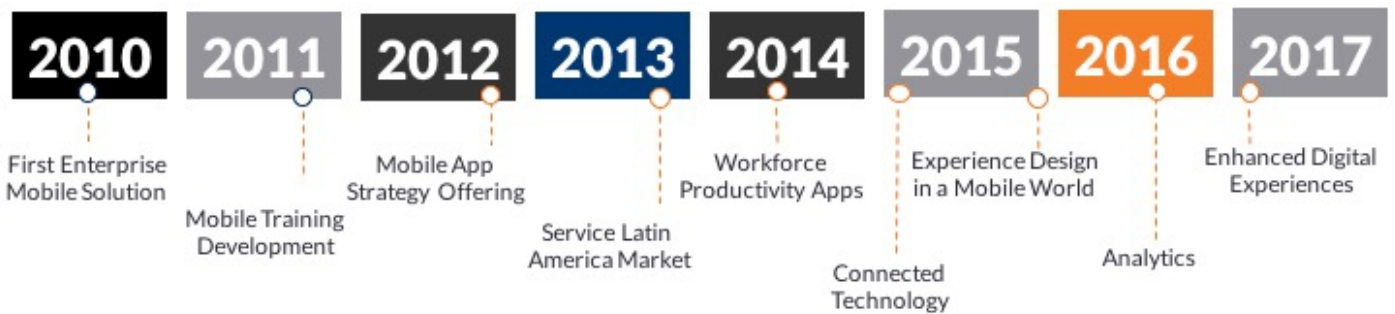 2010
2011
2012
2013
2014
2015
2016
2017
First Enterprise
Mobile Solution
Mobile Training
Development
Mobile App
Strategy Offering
Service Latin
America Market
Workforce
Productivity Apps
Connected
Technology
Experience Design
in a Mobile World
Analytics
Enhanced Digital
Experiences